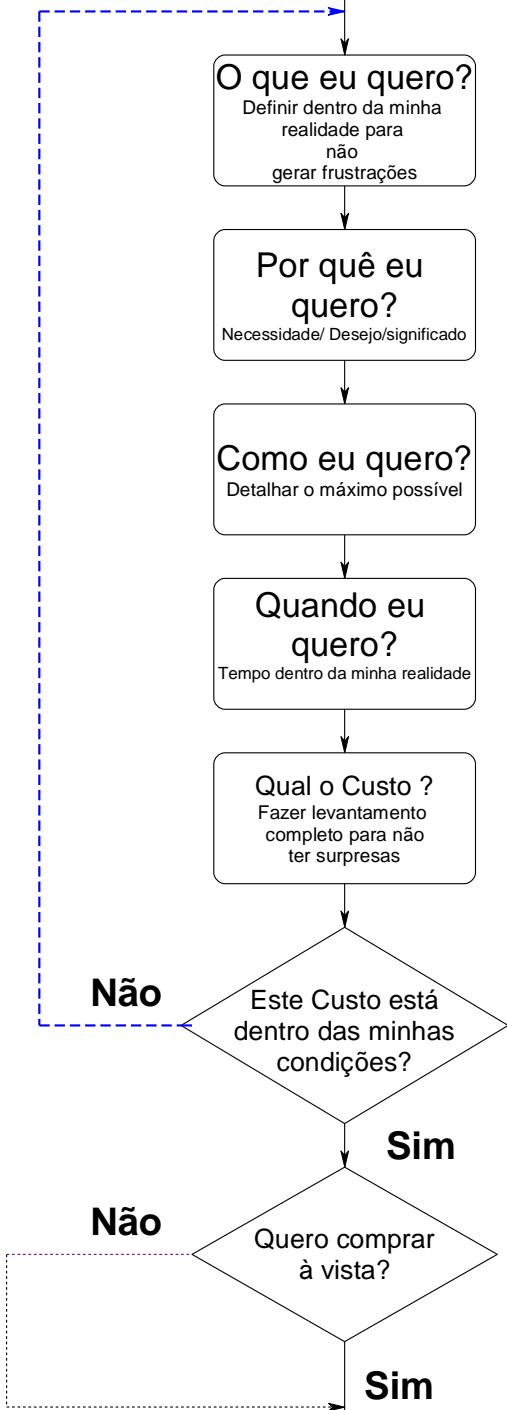 O que eu quero?
Definir dentro da minha
realidade para
não
gerar frustrações
Por quê eu
quero?
Necessidade/ Desejo/significado
Como eu quero?
Detalhar o máximo possível
Quando eu
quero?
Tempo dentro da minha realidade
Qual o Custo ?
Fazer levantamento
completo para não
ter surpresas
Não
Este Custo está
dentro das minhas
condições?
Sim
Não
Quero comprar
à vista?
Sim